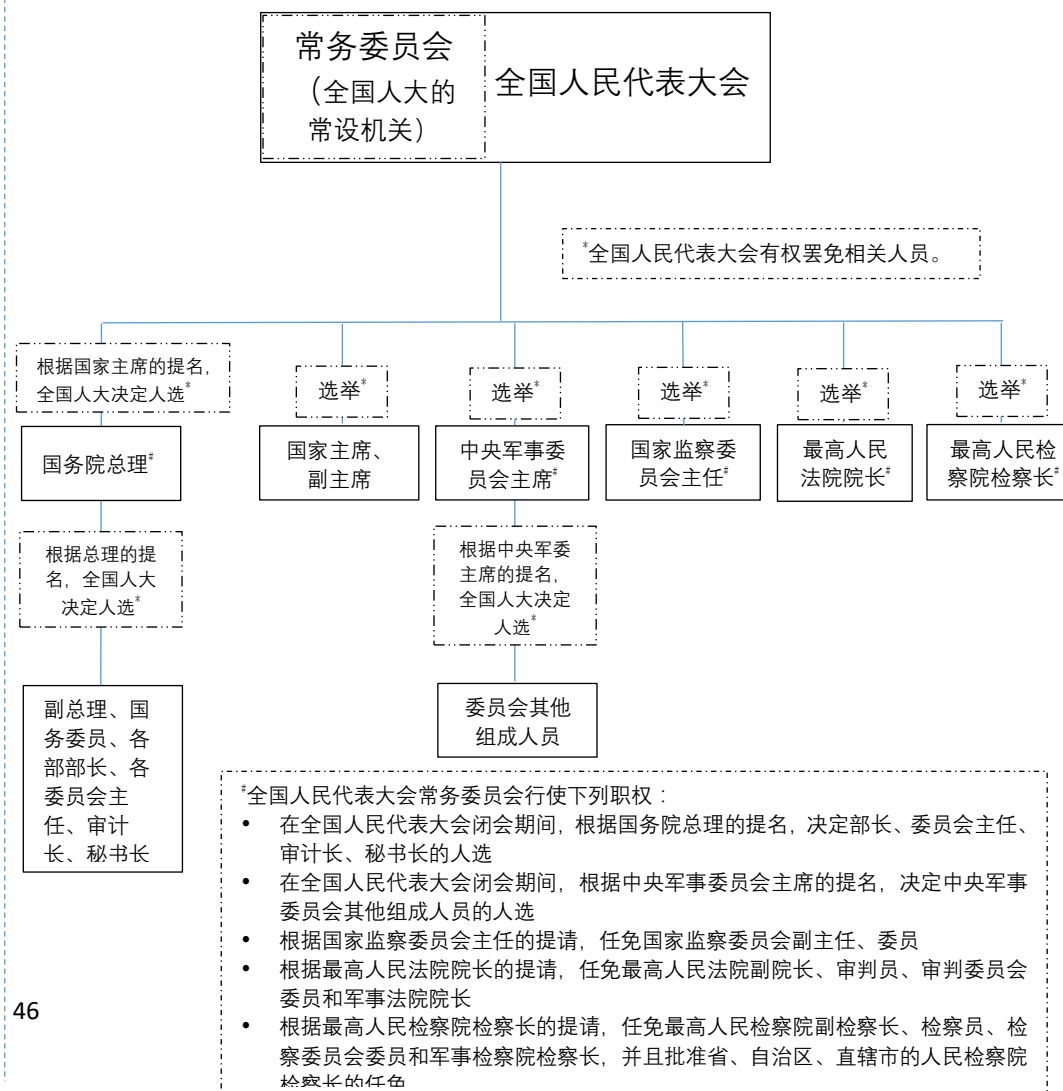 常务委员会
（全国人大的
常设机关）
全国人民代表大会
*全国人民代表大会有权罢免相关人员。
根据国家主席的提名，
全国人大决定人选*
选举*
选举*
选举*
选举*
选举*
国务院总理#
国家主席、
副主席
中央军事委
员会主席#
国家监察委
员会主任#
最高人民
法院院长#
最高人民检
察院检察长#
根据总理的提
名，全国人大
决定人选*
根据中央军委
主席的提名，
全国人大决定
人选*
副总理、国
务委员、各
部部长、各
委员会主
任、审计
长、秘书长
委员会其他
组成人员
#全国人民代表大会常务委员会行使下列职权：
• 在全国人民代表大会闭会期间，根据国务院总理的提名，决定部长、委员会主任、
审计长、秘书长的人选
• 在全国人民代表大会闭会期间，根据中央军事委员会主席的提名，决定中央军事
委员会其他组成人员的人选
• 根据国家监察委员会主任的提请，任免国家监察委员会副主任、委员
• 根据最高人民法院院长的提请，任免最高人民法院副院长、审判员、审判委员会
委员和军事法院院长
• 根据最高人民检察院检察长的提请，任免最高人民检察院副检察长、检察员、检
察委员会委员和军事检察院检察长，并且批准省、自治区、直辖市的人民检察院
检察长的任免
46